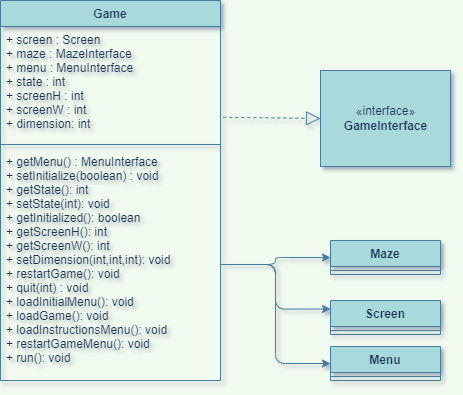 Game
+ screen : Screen
+ maze : MazeInterface
+ menu : MenuInterface
+ state : int
+ screenH : int
+ screenW : int
+ dimension: int
+ getMenu() : MenuInterface
+ setInitialize(boolean) : void
+ getState(): int
+ setState(int): void
+ getInitialized(): boolean
+ getScreenH(): int
+ getScreenW(): int
+ setDimension(int,int,int): void
+ restartGame(): void
+ quit(int) : void
+ loadInitialMenu(): void
+ loadGame(): void
+ loadInstructionsMenu(): void
+ restartGameMenu(): void
+ run(): void
«interface»
GameInterface
Maze
Screen
Menu